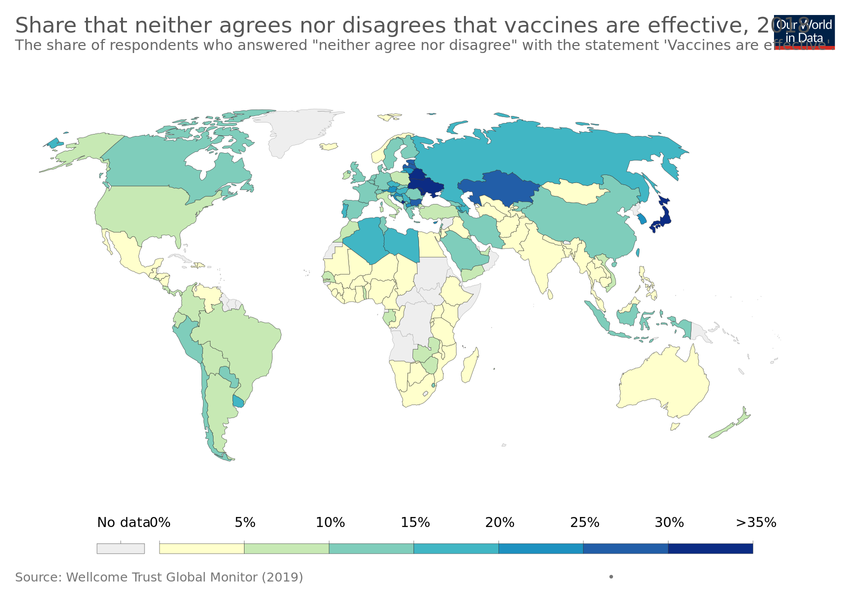 Share that neither agrees nor disagrees that vaccines are effective, 2018
Our World
in Data
The share of respondents who answered "neither agree nor disagree" with the statement 'Vaccines are effective'
No data 0% 5% 10% 15% 20% 25% 30% >35%
Source: Wellcome Trust Global Monitor (2019)
•